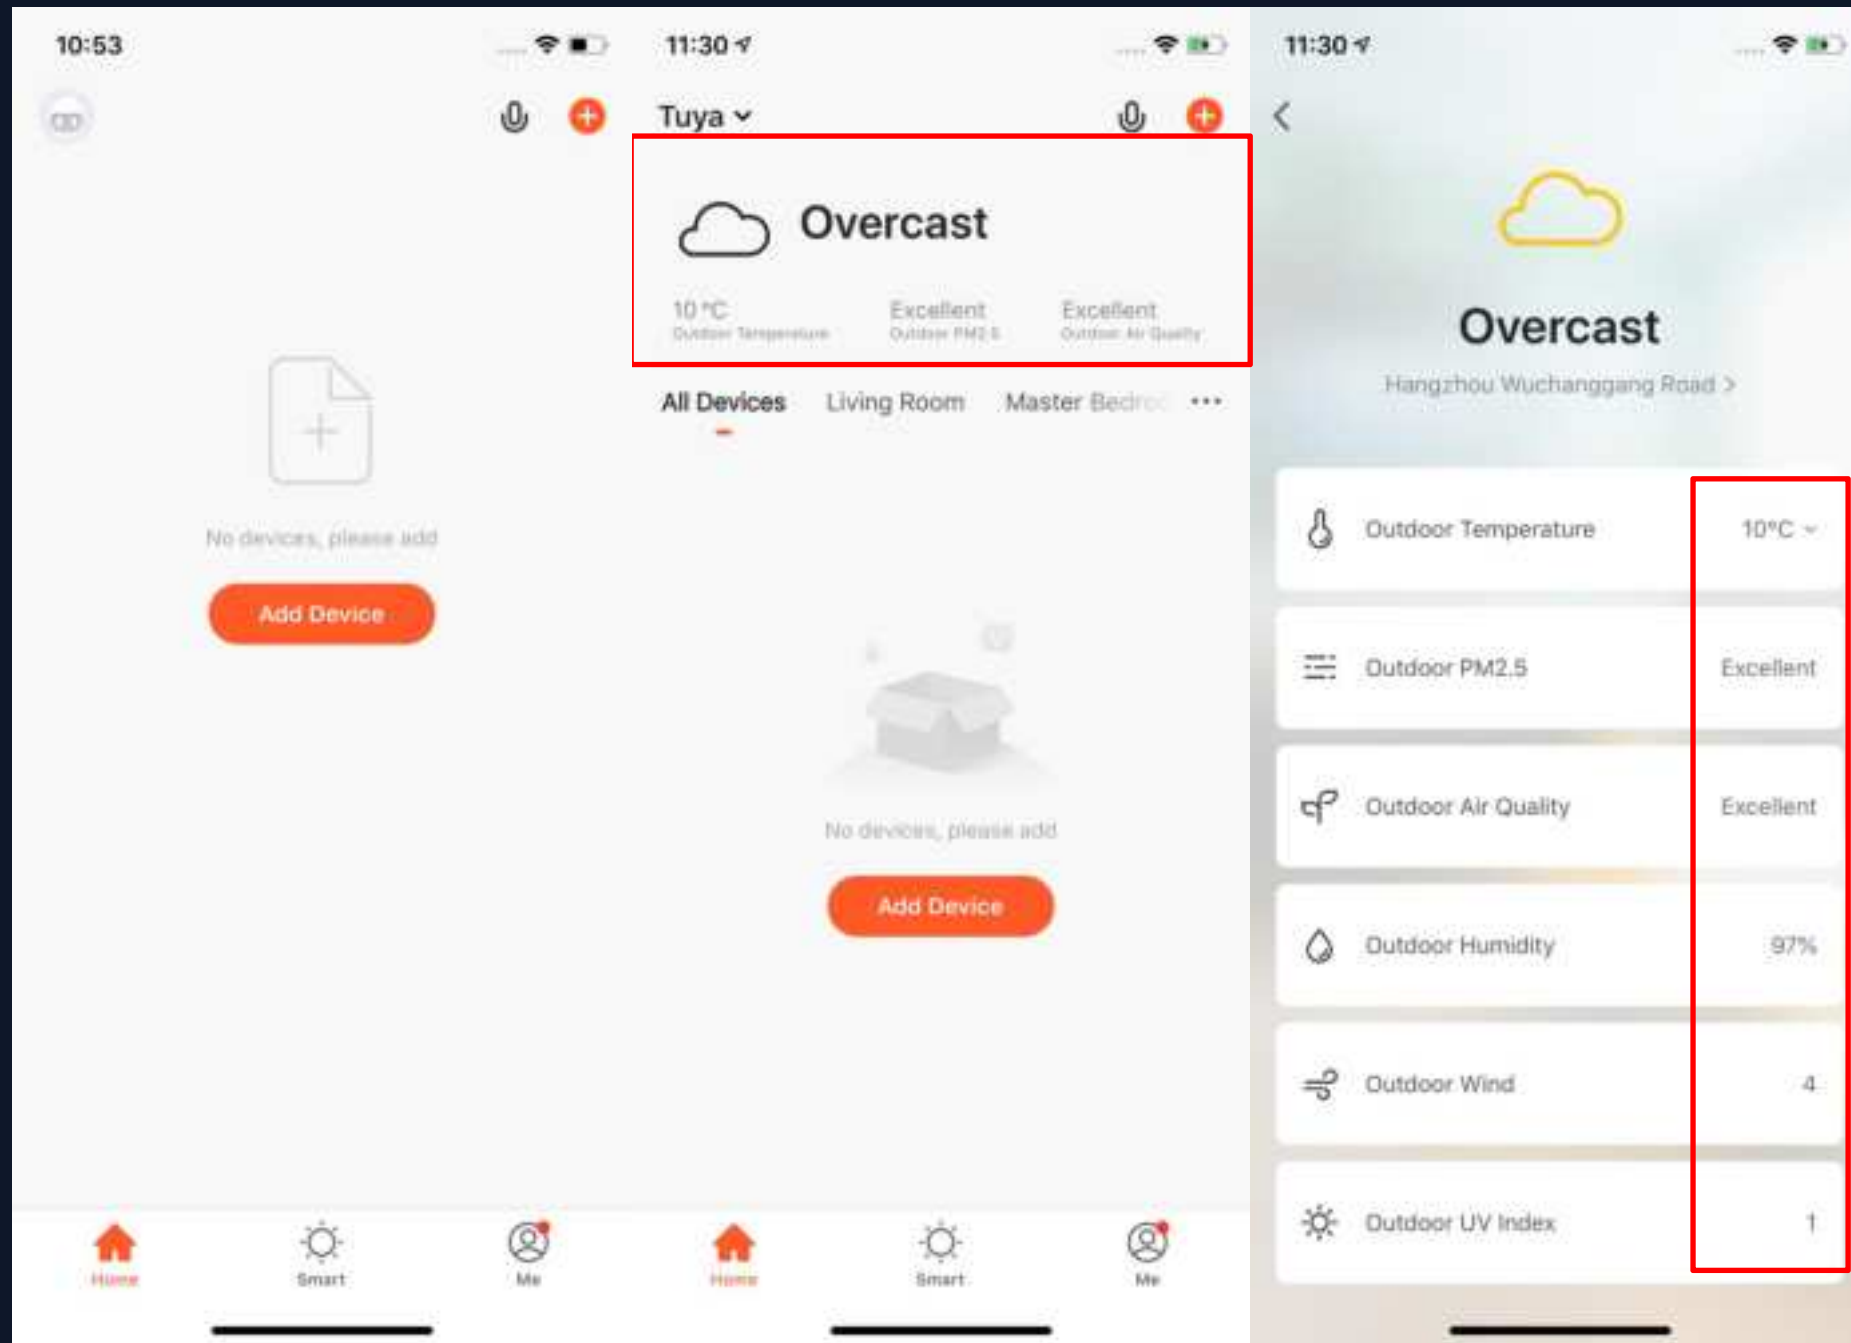 10:53
No devices, please add
Add Device
Home
Smart
Me
11:30
Tuya
Overcast
10 °C
Outdoor Temperature
Excellent
Outdoor PM2.5
Excellent
Outdoor Air Quality
All Devices
Living Room
Master Bedroo
No devices, please add
Add Device
Home
Smart
Me
11:30
Overcast
Hangzhou Wuchanggang Road >
Outdoor Temperature 10°C
Outdoor PM2.5 Excellent
Outdoor Air Quality Excellent
Outdoor Humidity 97%
Outdoor Wind 4
Outdoor UV Index 1